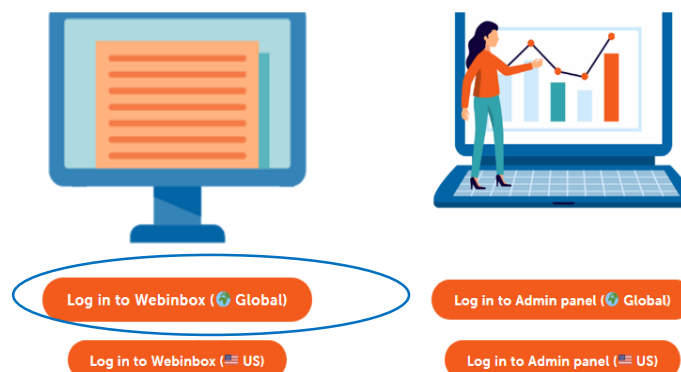 Log in to Webinbox (🌍 Global)
Log in to Admin panel (🌍 Global)
Log in to Webinbox (🇺🇸 US)
Log in to Admin panel (🇺🇸 US)